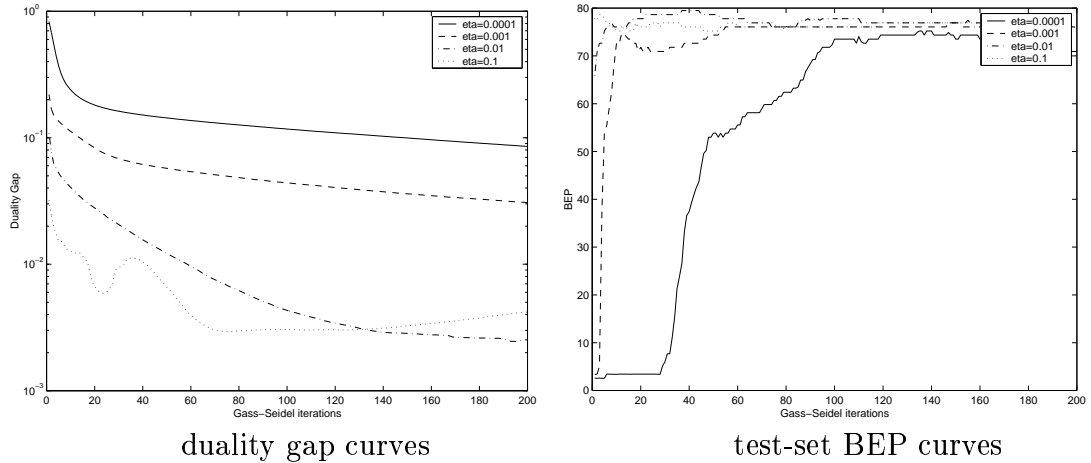 10^0
10^-1
10^-2
10^-3
Duality Gap
0 20 40 60 80 100 120 140 160 180 200
Gass-Seidel iterations
eta=0.0001
eta=0.001
eta=0.01
eta=0.1
duality gap curves
80
70
60
50
40
30
20
10
0
BEP
0 20 40 60 80 100 120 140 160 180 200
Gass-Seidel iterations
eta=0.0001
eta=0.001
eta=0.01
eta=0.1
test-set BEP curves